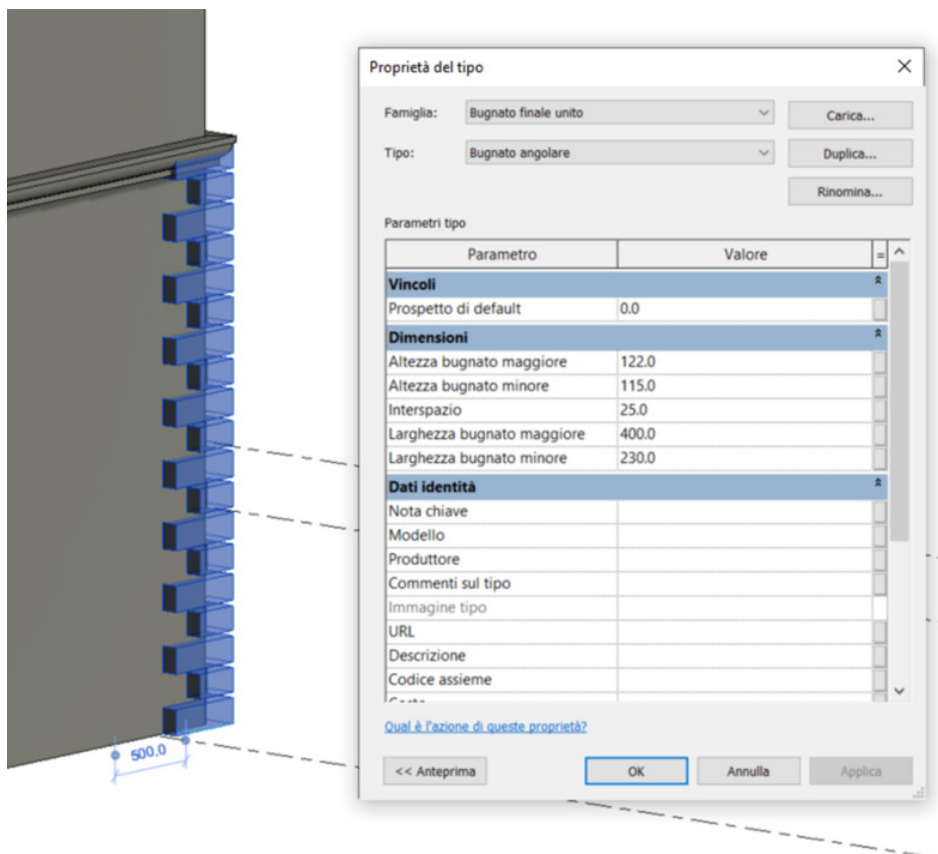 Proprietà del tipo
Famiglia: Bugnato finale unito Carica...
Tipo: Bugnato angolare Duplica...
Rinomina...
Parametri tipo
Parametro Valore =
Vincoli
Prospetto di default 0.0
Dimensioni
Altezza bugnato maggiore 122.0
Altezza bugnato minore 115.0
Interspazio 25.0
Larghezza bugnato maggiore 400.0
Larghezza bugnato minore 230.0
Dati identità
Nota chiave
Modello
Produttore
Commenti sul tipo
Immagine tipo
URL
Descrizione
Codice assieme
Qual è l'azione di queste proprietà?
<< Anteprima OK Annulla Applica
500.0